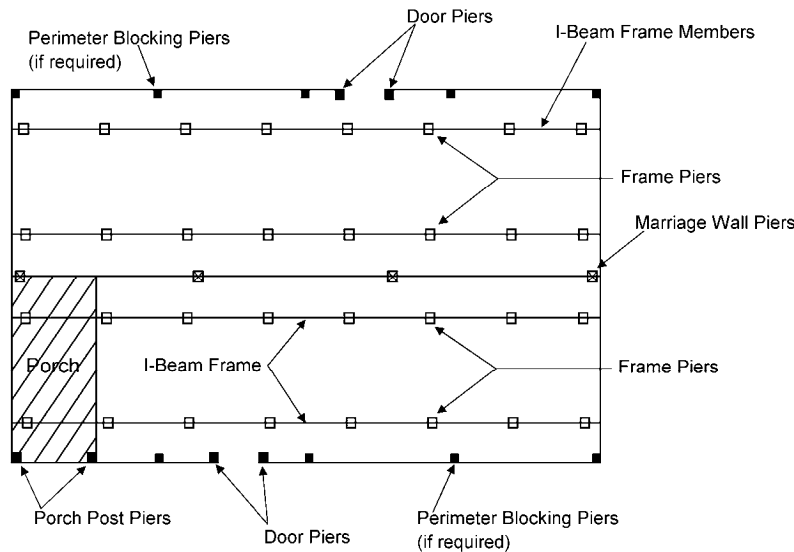 Door Piers
I-Beam Frame Members
Perimeter Blocking Piers
(if required)
Frame Piers
Marriage Wall Piers
Porch
I-Beam Frame
Frame Piers
Porch Post Piers
Door Piers
Perimeter Blocking Piers
(if required)